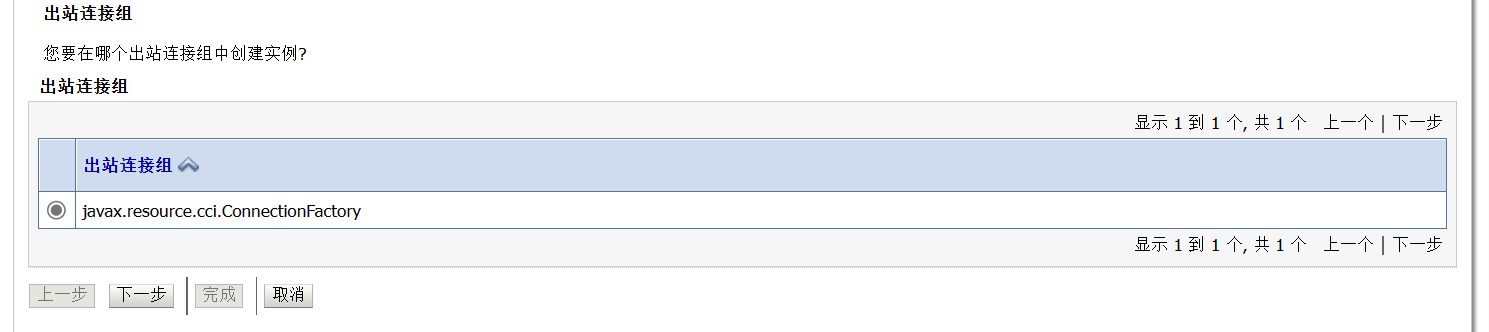 出站连接组
您要在哪个出站连接组中创建实例?
出站连接组
显示 1 到 1 个, 共 1 个 上一个 | 下一步
出站连接组
javax.resource.cci.ConnectionFactory
显示 1 到 1 个, 共 1 个 上一个 | 下一步
上一步 下一步 完成 取消